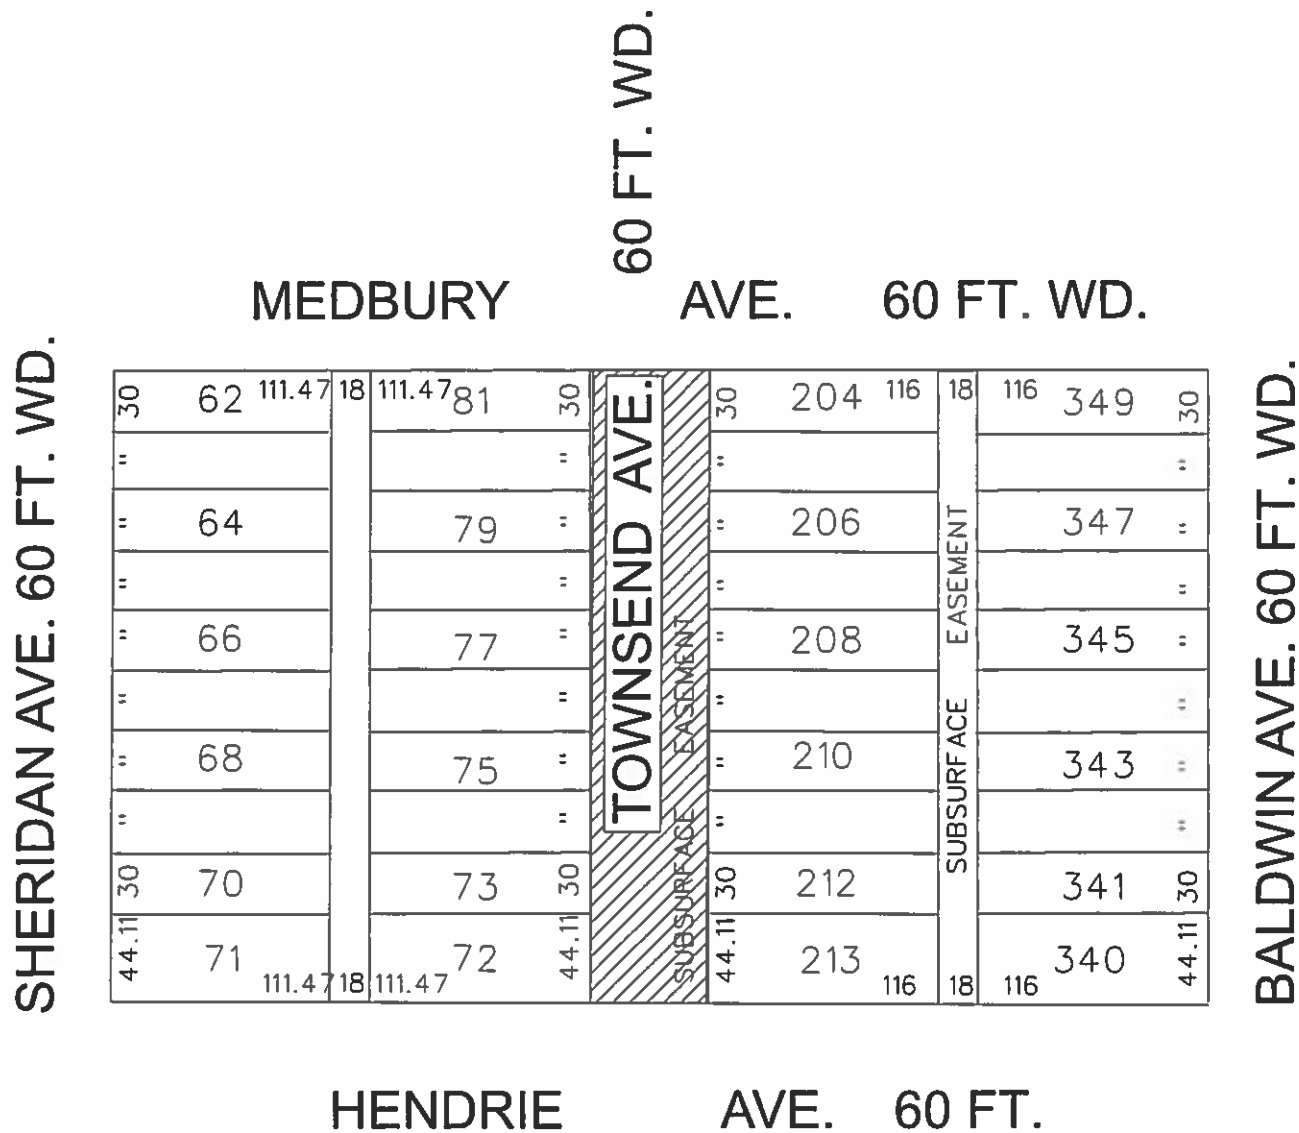 60 FT. WD.
MEDBURY AVE. 60 FT. WD.
SHERIDAN AVE. 60 FT. WD.
BALDWIN AVE. 60 FT. WD.
TOWNSEND AVE.
SUBSURFACE EASEMENT
SUBSURFACE EASEMENT
30 62 111.47 18 111.47 81 30 30 204 116 18 116 349 30
" " " "
" 64 79 " " 206 347 "
" " " "
" 66 77 " " 208 345 "
" " " "
" 68 75 " " 210 343 "
" " " "
30 70 73 30 30 212 341 30
44.11 71 111.47 18 111.47 72 44.11 44.11 213 116 18 116 340 44.11
HENDRIE AVE. 60 FT.